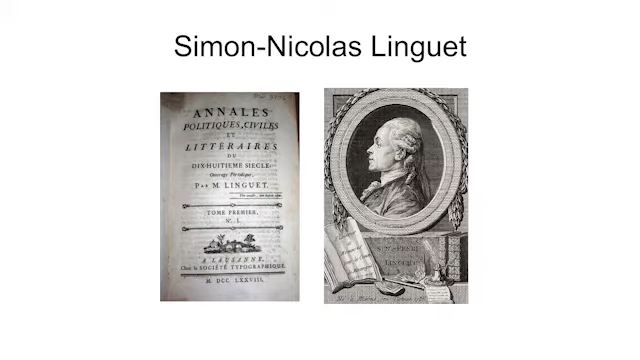 Simon-Nicolas Linguet
ANNALES
POLITIQUES, CIVILES
ET
LITTÉRAIRES
DU
DIX-HUITIEME SIECLE;
Ouvrage Périodique,
PAR M. LINGUET.
TOME PREMIER.
N°. I.
A LAUSANNE,
Chez la SOCIÉTÉ TYPOGRAPHIQUE.
M. DCC. LXXVIII.
LINGUET